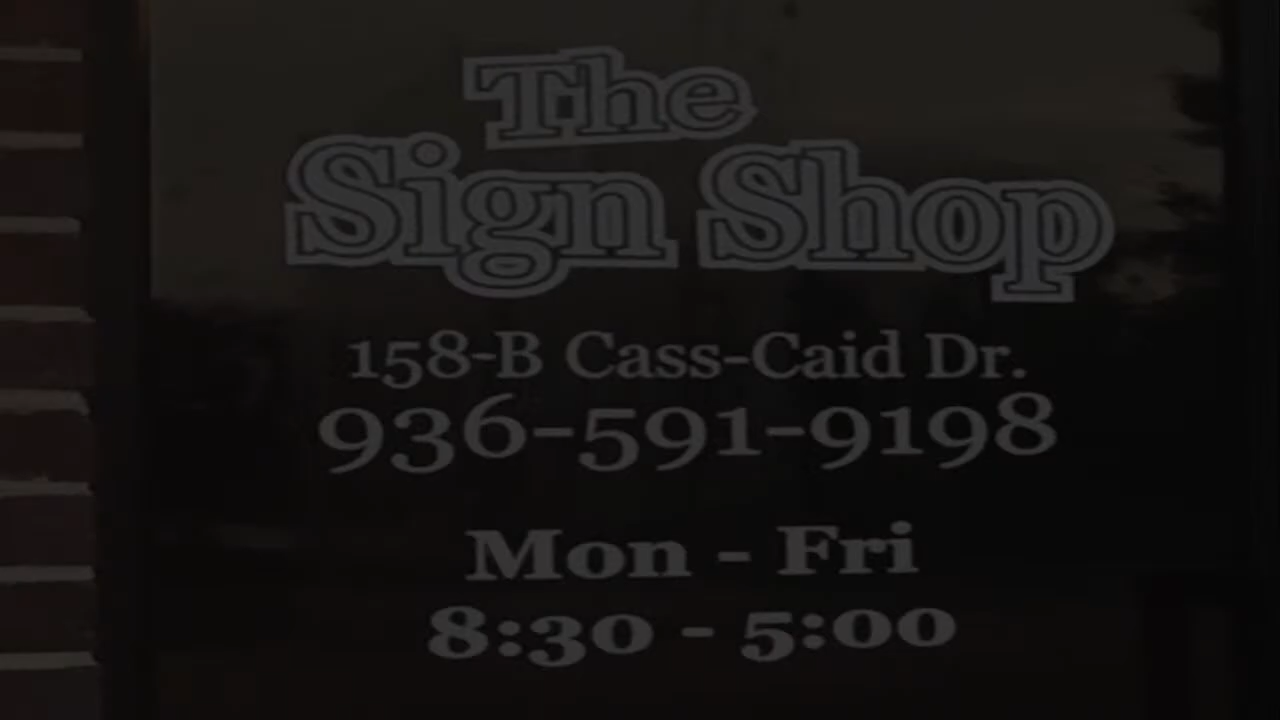 The
Sign Shop
158-B Cass-Caid Dr.
936-591-9198
Mon - Fri
8:30 - 5:00